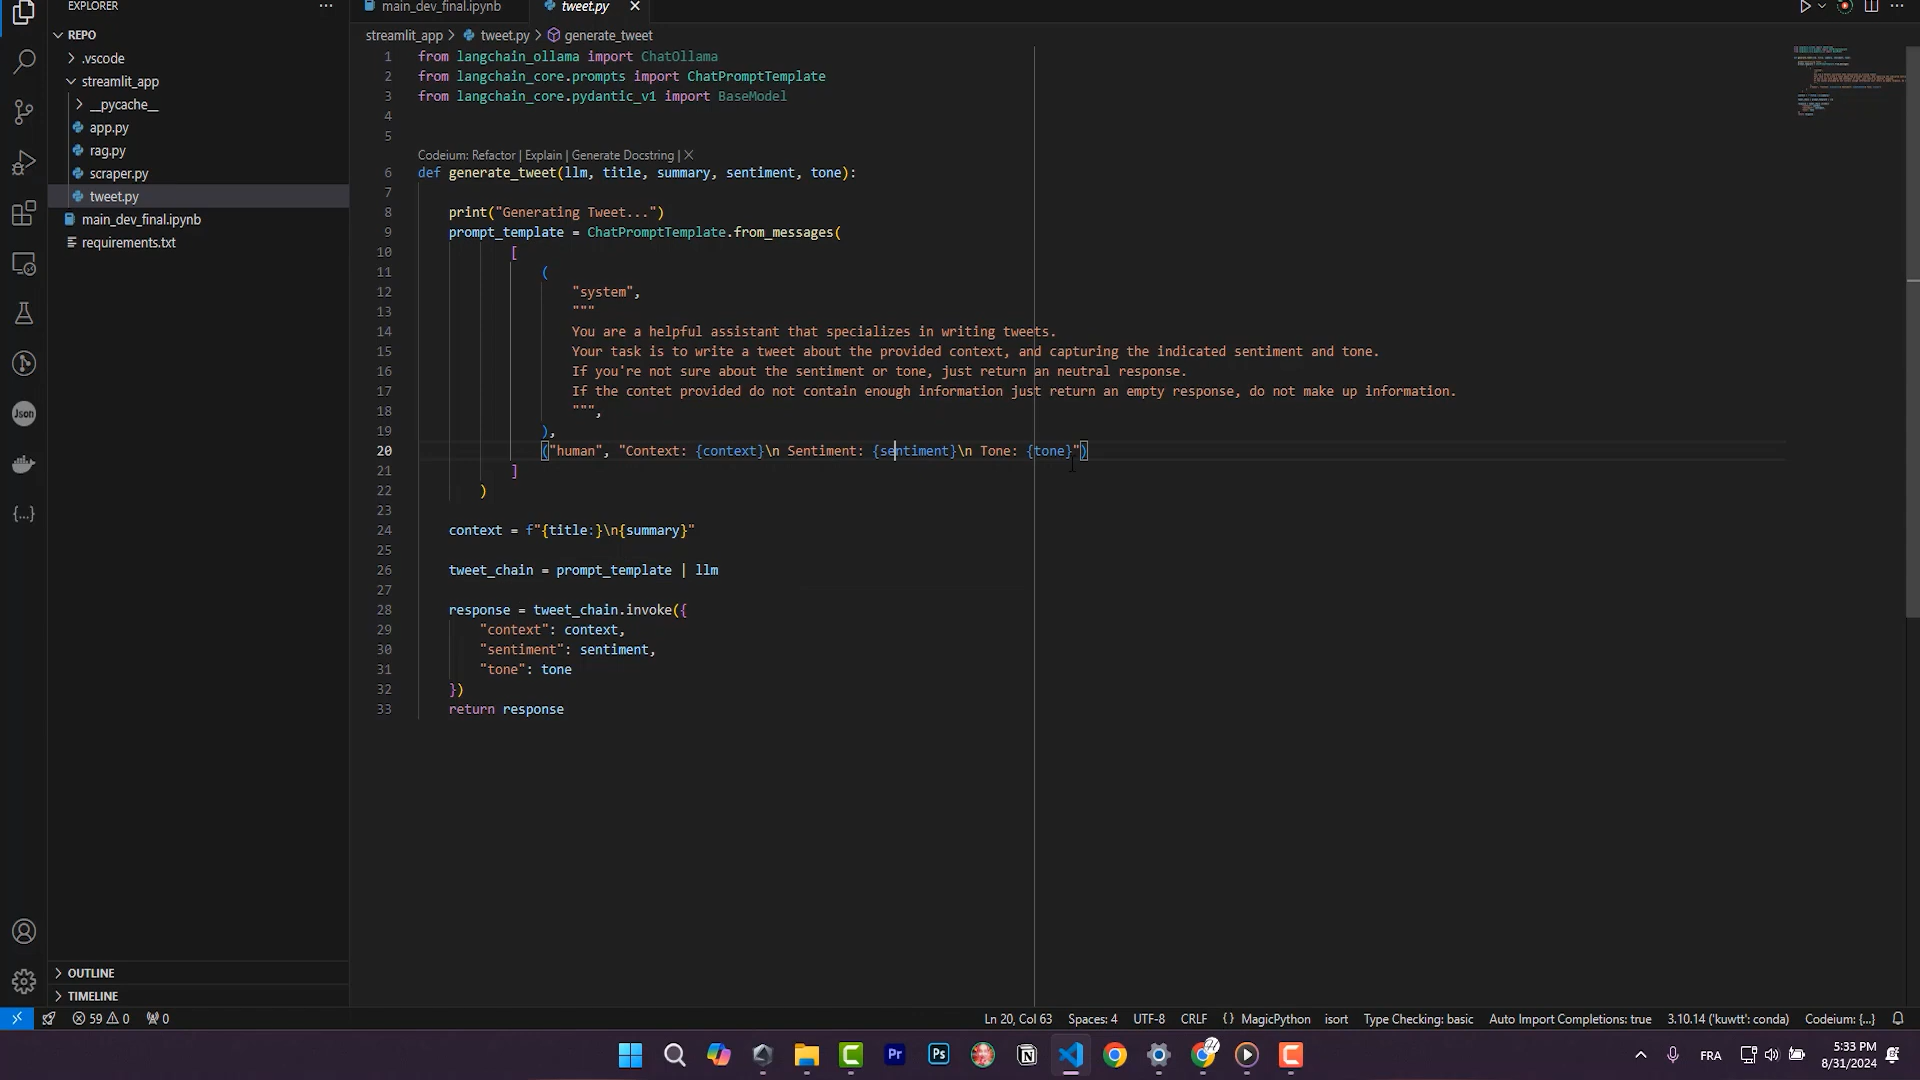 EXPLORER
main_dev_final.ipynb
tweet.py
REPO
.vscode
streamlit_app
__pycache__
app.py
rag.py
scraper.py
tweet.py
main_dev_final.ipynb
requirements.txt
streamlit_app > tweet.py > generate_tweet
1 from langchain_ollama import ChatOllama
2 from langchain_core.prompts import ChatPromptTemplate
3 from langchain_core.pydantic_v1 import BaseModel
4
5
Codeium: Refactor | Explain | Generate Docstring | X
6 def generate_tweet(llm, title, summary, sentiment, tone):
7
8 print("Generating Tweet...")
9 prompt_template = ChatPromptTemplate.from_messages(
10 [
11 (
12 "system",
13 """
14 You are a helpful assistant that specializes in writing tweets.
15 Your task is to write a tweet about the provided context, and capturing the indicated sentiment and tone.
16 If you're not sure about the sentiment or tone, just return an neutral response.
17 If the contet provided do not contain enough information just return an empty response, do not make up information.
18 """,
19 ),
20 ("human", "Context: {context}\n Sentiment: {sentiment}\n Tone: {tone}")
21 ]
22 )
23
24 context = f"{title:}\n{summary}"
25
26 tweet_chain = prompt_template | llm
27
28 response = tweet_chain.invoke({
29 "context": context,
30 "sentiment": sentiment,
31 "tone": tone
32 })
33 return response
Json
OUTLINE
TIMELINE
59 0 0
Ln 20, Col 63 Spaces: 4 UTF-8 CRLF {} MagicPython isort Type Checking: basic Auto Import Completions: true 3.10.14 ('kuwtt': conda) Codeium: {...}
Pr
Ps
FRA
5:33 PM
8/31/2024